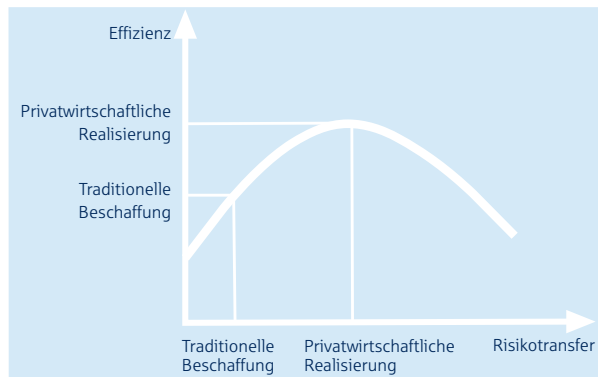 Effizienz
Privatwirtschaftliche
Realisierung
Traditionelle
Beschaffung
Traditionelle
Beschaffung
Privatwirtschaftliche
Realisierung
Risikotransfer